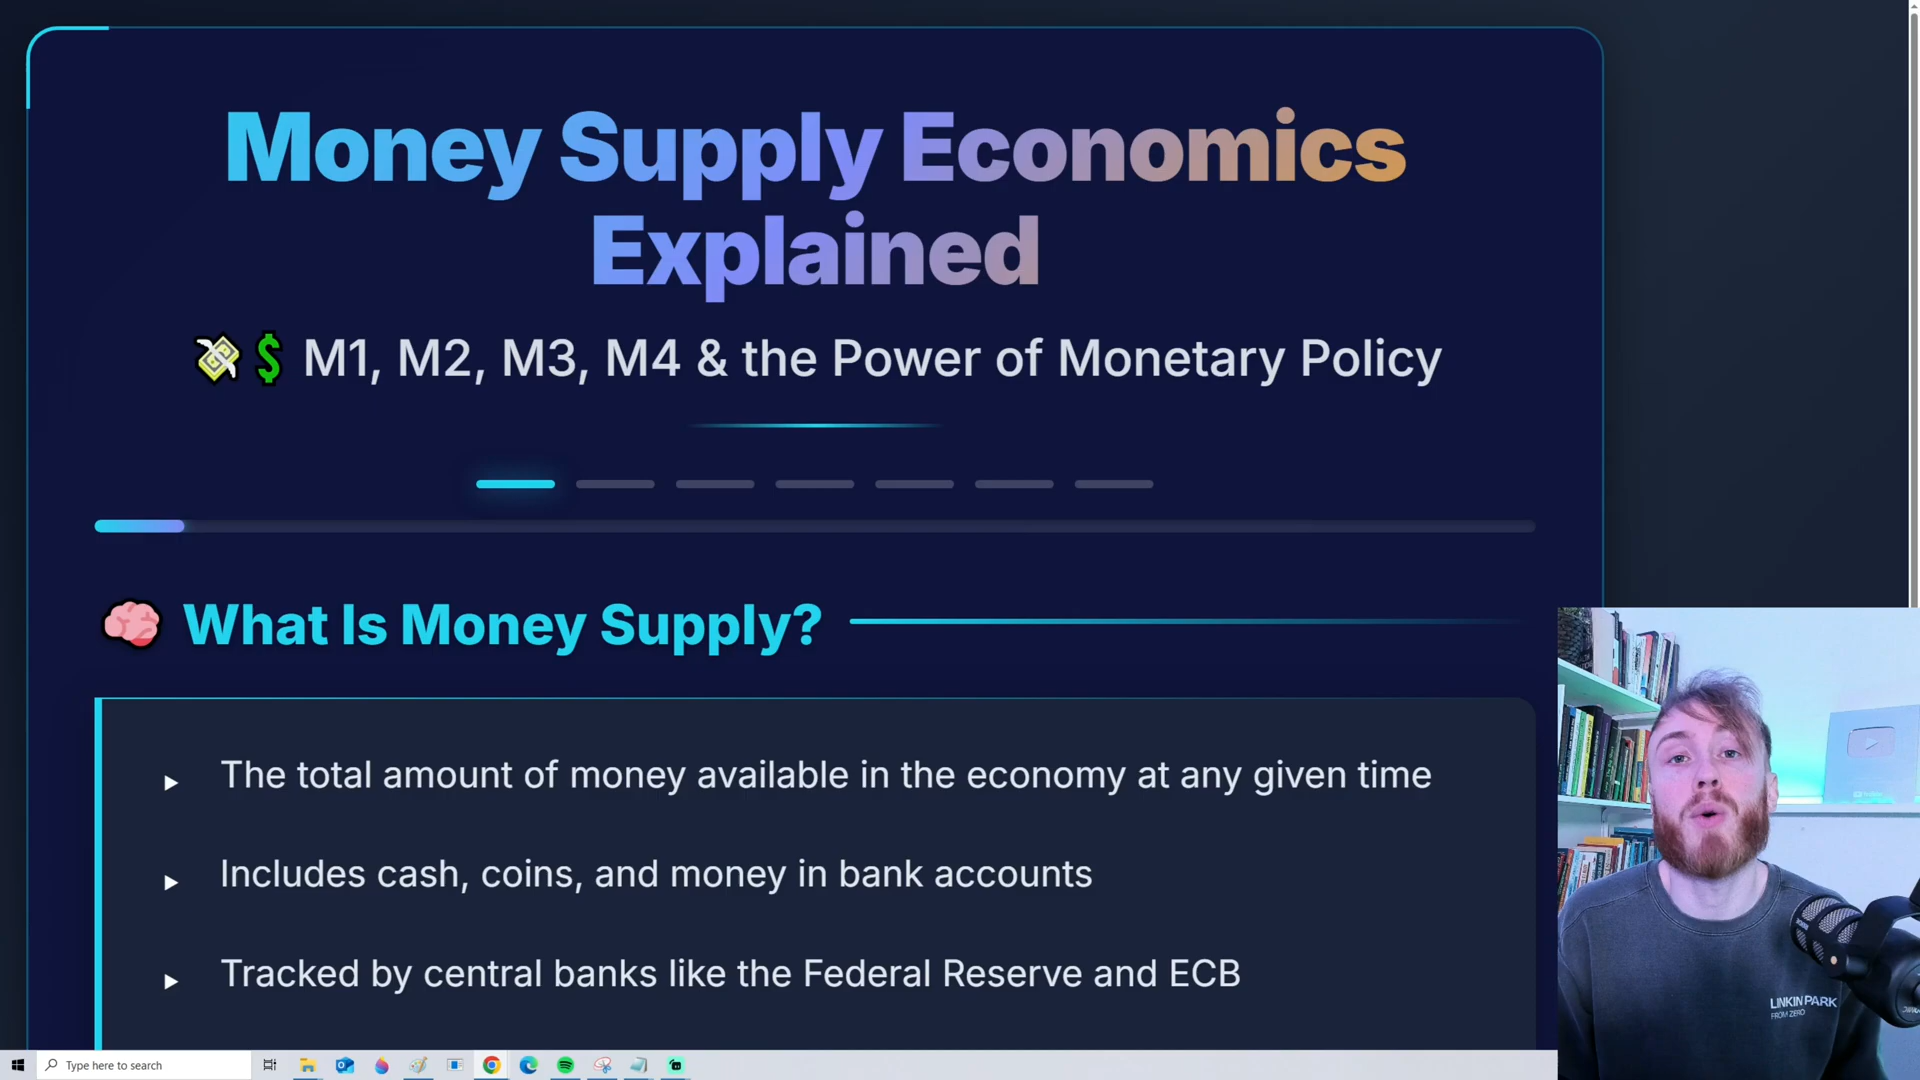 Money Supply Economics
Explained
M1, M2, M3, M4 & the Power of Monetary Policy
What Is Money Supply?
The total amount of money available in the economy at any given time
Includes cash, coins, and money in bank accounts
Tracked by central banks like the Federal Reserve and ECB
LINKIN PARK
FROM ZERO
Type here to search